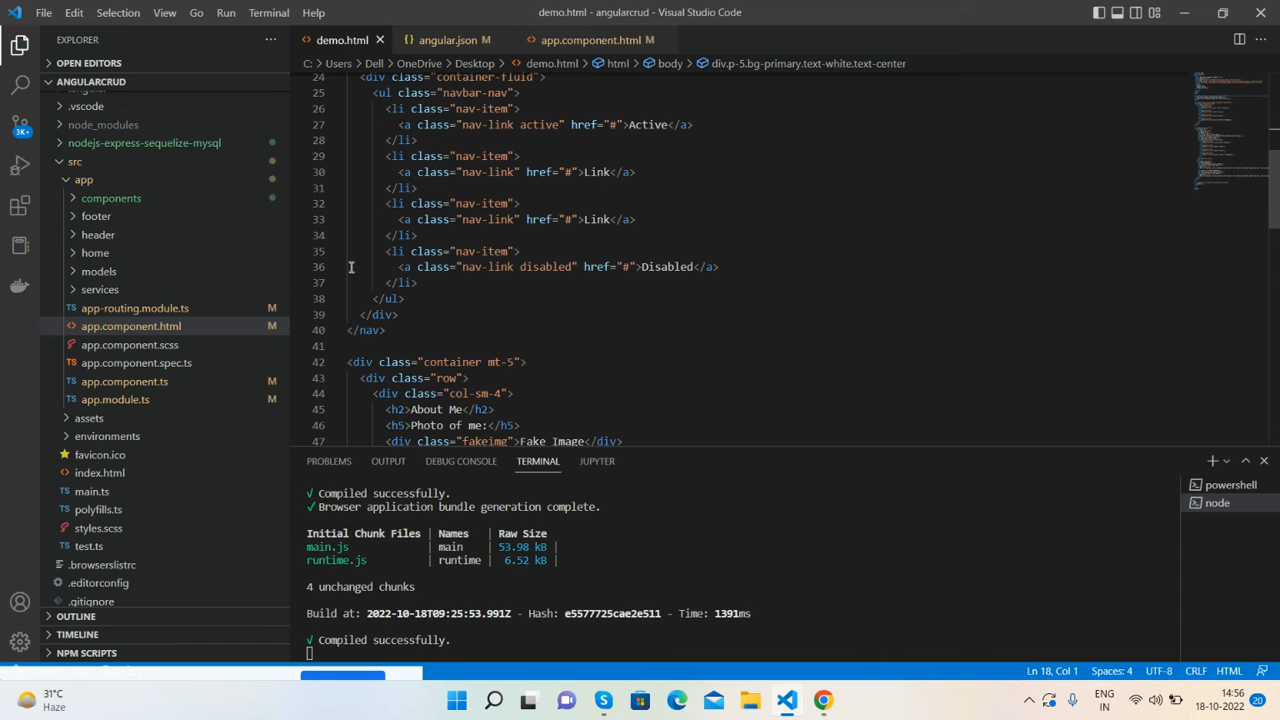 File Edit Selection View Go Run Terminal Help
demo.html - angularcrud - Visual Studio Code
EXPLORER
OPEN EDITORS
ANGULARCRUD
.vscode
node_modules
nodejs-express-sequelize-mysql
src
app
components
footer
header
home
models
services
TS app-routing.module.ts M
app.component.html M
app.component.scss
TS app.component.spec.ts
TS app.component.ts M
TS app.module.ts M
assets
environments
favicon.ico
index.html
TS main.ts
TS polyfills.ts
styles.scss
TS test.ts
.browserslistrc
.editorconfig
.gitignore
OUTLINE
TIMELINE
NPM SCRIPTS
3K+
demo.html angular.json M app.component.html M
C: > Users > Dell > OneDrive > Desktop > demo.html > html > body > div.p-5.bg-primary.text-white.text-center
24 <div class="container-fluid">
25 <ul class="navbar-nav">
26 <li class="nav-item">
27 <a class="nav-link active" href="#">Active</a>
28 </li>
29 <li class="nav-item">
30 <a class="nav-link" href="#">Link</a>
31 </li>
32 <li class="nav-item">
33 <a class="nav-link" href="#">Link</a>
34 </li>
35 <li class="nav-item">
36 <a class="nav-link disabled" href="#">Disabled</a>
37 </li>
38 </ul>
39 </div>
40 </nav>
41
42 <div class="container mt-5">
43 <div class="row">
44 <div class="col-sm-4">
45 <h2>About Me</h2>
46 <h5>Photo of me:</h5>
47 <div class="fakeimg">Fake Image</div>
PROBLEMS OUTPUT DEBUG CONSOLE TERMINAL JUPYTER
√ Compiled successfully.
√ Browser application bundle generation complete.
Initial Chunk Files | Names | Raw Size
main.js | main | 53.98 kB |
runtime.js | runtime | 6.52 kB |
4 unchanged chunks
Build at: 2022-10-18T09:25:53.991Z - Hash: e5577725cae2e511 - Time: 1391ms
√ Compiled successfully.
powershell
node
Ln 18, Col 1 Spaces: 4 UTF-8 CRLF HTML
31°C
Haze
ENG
IN
14:56
18-10-2022
20